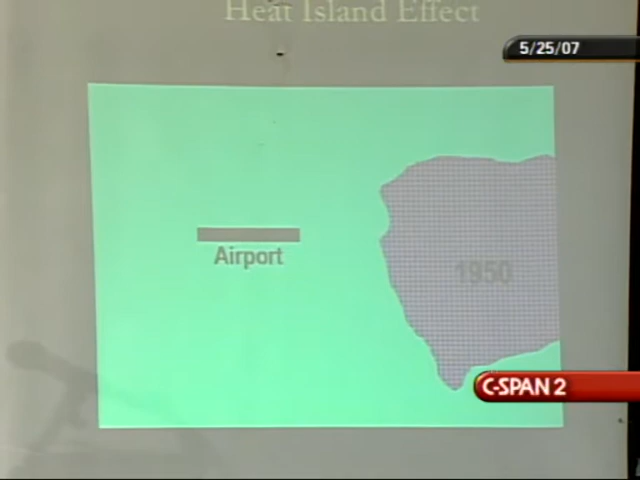 Heat Island Effect
5/25/07
Airport
1950
C-SPAN 2